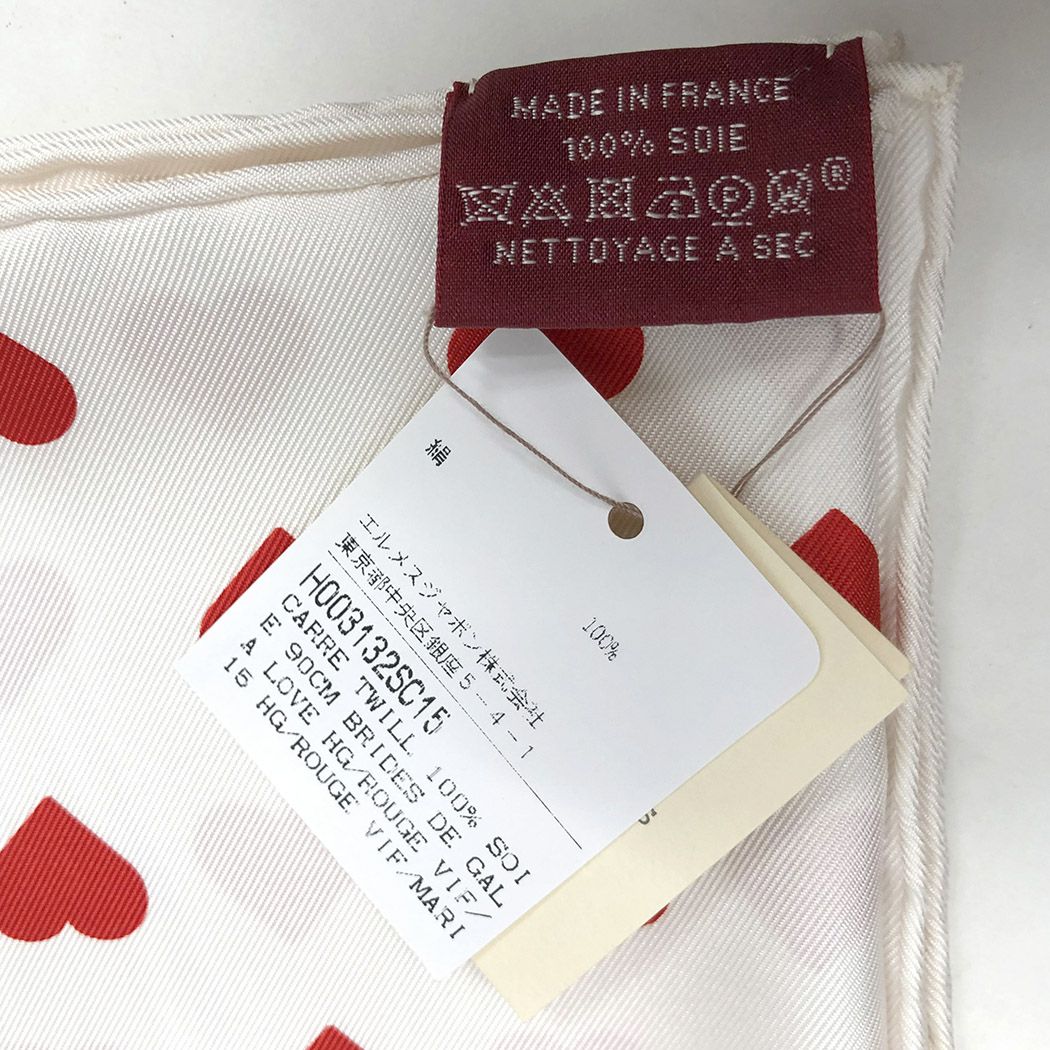 MADE IN FRANCE
100% SOIE
®
NETTOYAGE A SEC
絹
100%
エルメスジャポン株式会社
東京都中央区銀座5-4-1
H003132SC15
CARRE TWILL 100% SOI
E 90CM BRIDES DE GAL
A LOVE HG/ROUGE VIF/
15 HG/ROUGE VIF/MARI